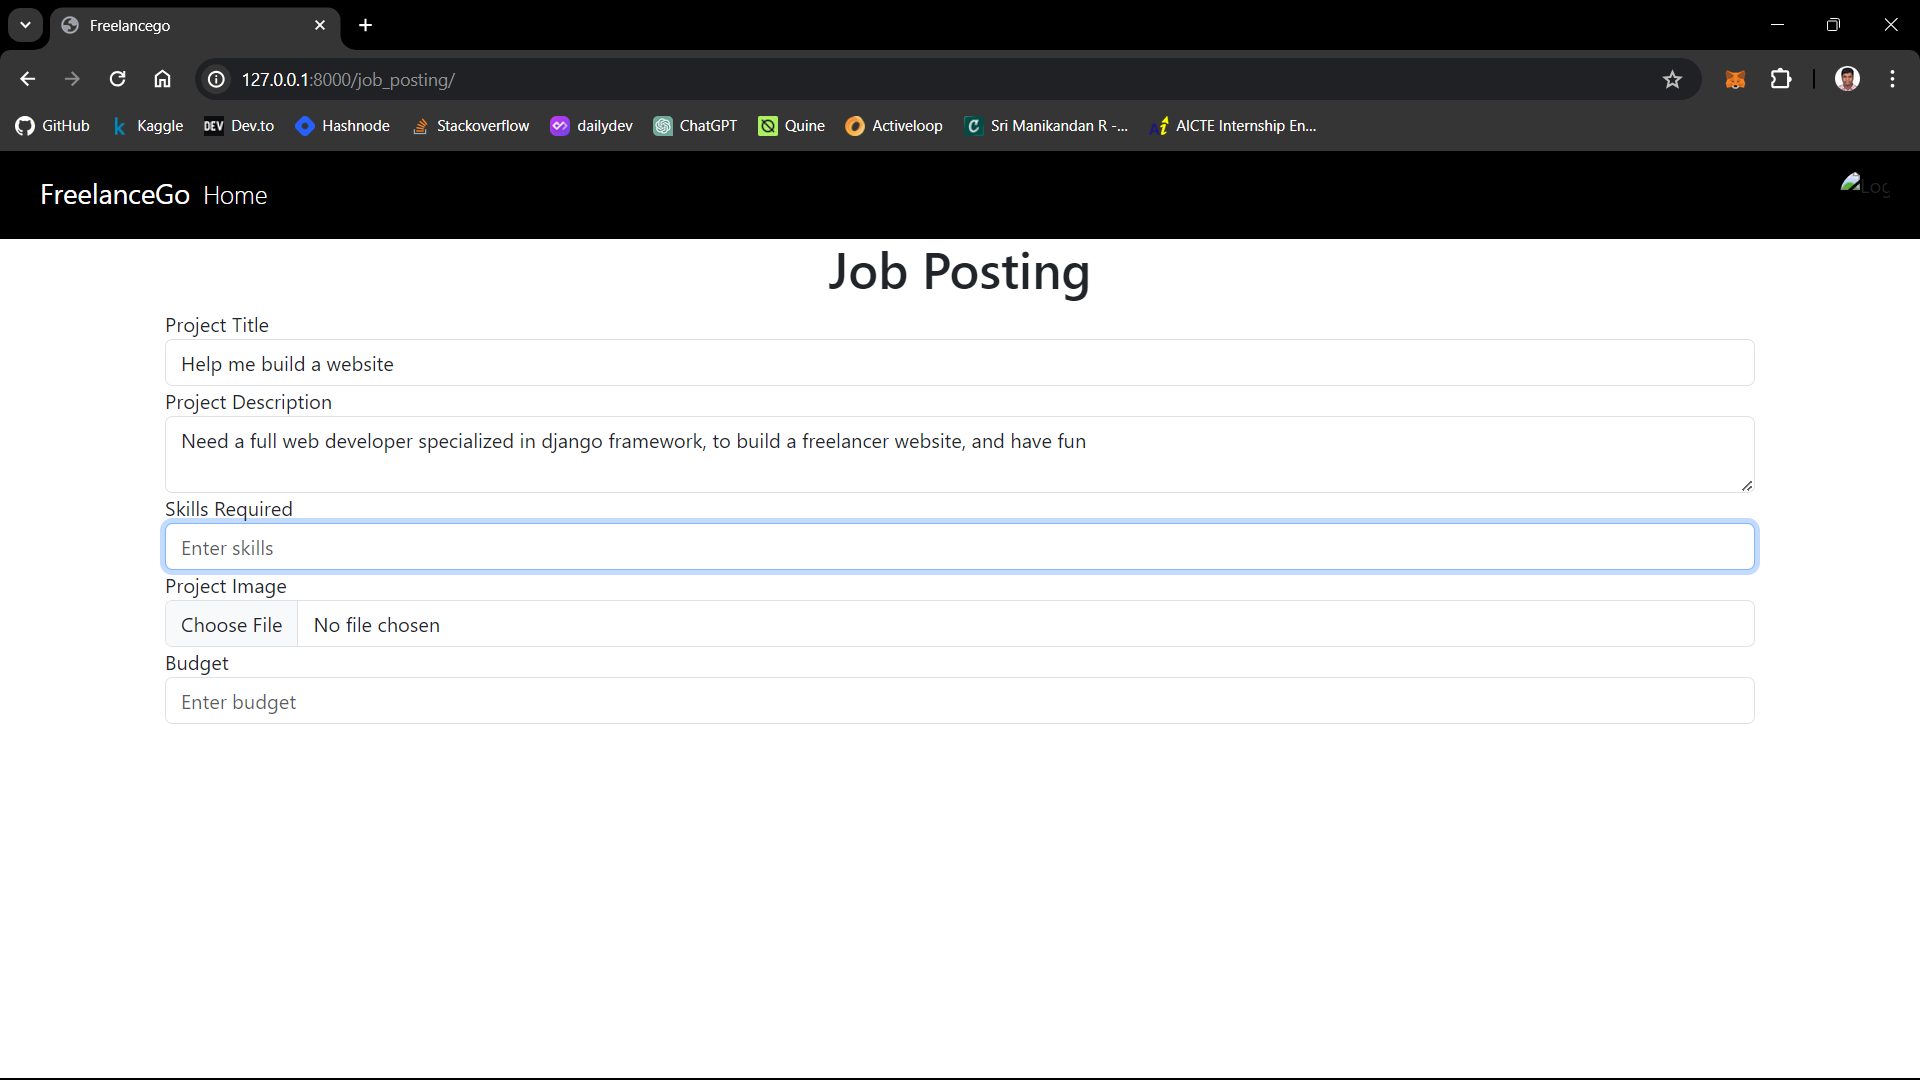 Freelancego
127.0.0.1:8000/job_posting/
GitHub Kaggle DEV Dev.to Hashnode Stackoverflow dailydev ChatGPT Quine Activeloop Sri Manikandan R -... AICTE Internship En...
FreelanceGo Home
Job Posting
Project Title
Help me build a website
Project Description
Need a full web developer specialized in django framework, to build a freelancer website, and have fun
Skills Required
Enter skills
Project Image
Choose File No file chosen
Budget
Enter budget